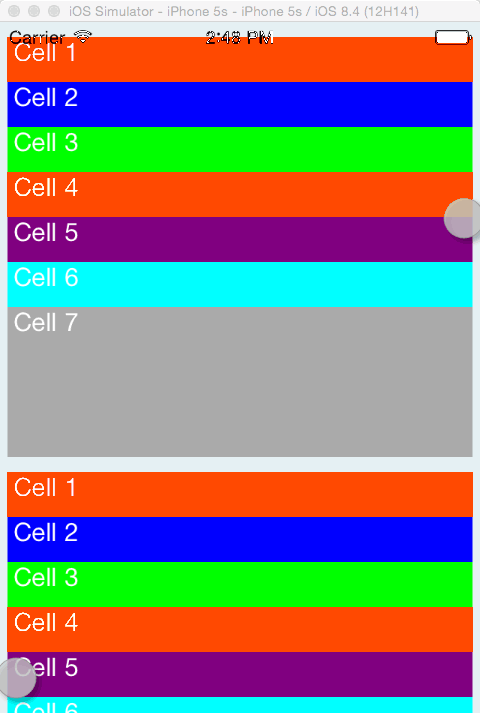 iOS Simulator - iPhone 5s - iPhone 5s / iOS 8.4 (12H141)
Carrier 2:48 PM
Cell 1
Cell 2
Cell 3
Cell 4
Cell 5
Cell 6
Cell 7
Cell 1
Cell 2
Cell 3
Cell 4
Cell 5
Cell 6